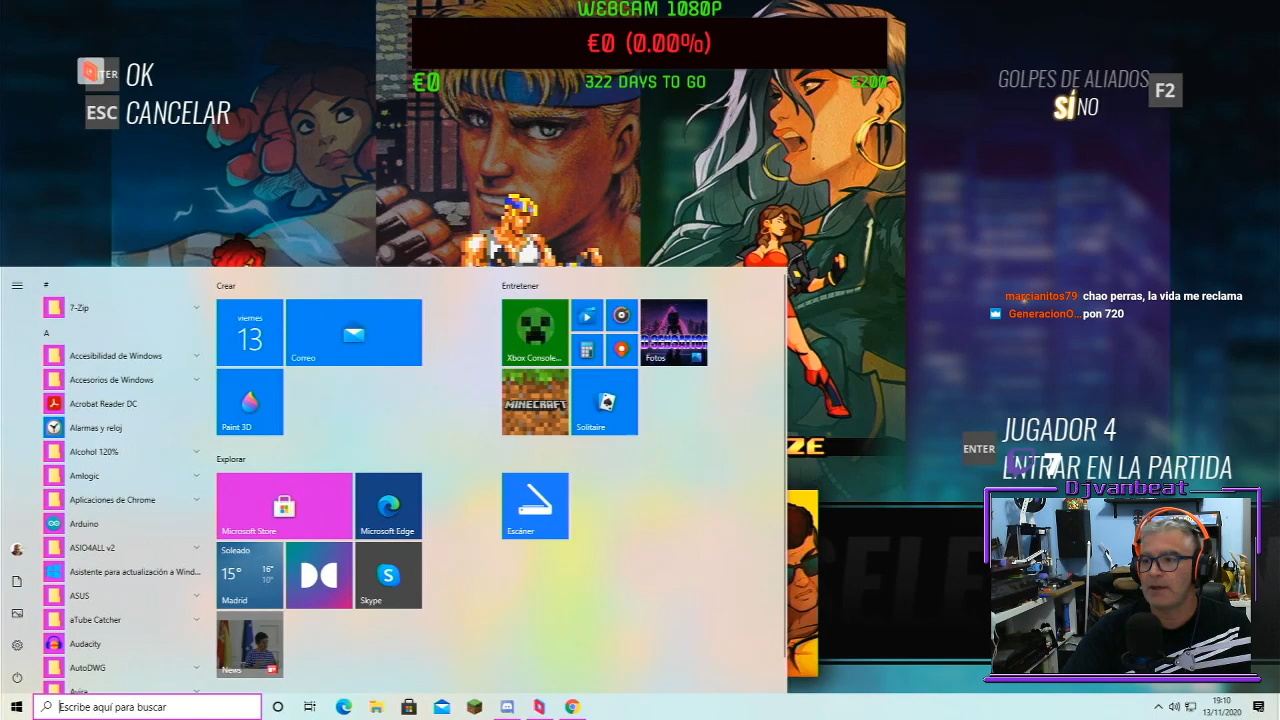 WEBCAM 1080P
€0 (0.00%)
€0
322 DAYS TO GO
€200
OK
ESC CANCELAR
GOLPES DE ALIADOS
SÍ NO
F2
#
7-Zip
A
Accesibilidad de Windows
Accesorios de Windows
Acrobat Reader DC
Alarmas y reloj
Alcohol 120%
Amlogic
Aplicaciones de Chrome
Arduino
ASIO4ALL v2
Asistente para actualización a Wind...
ASUS
aTube Catcher
Audacity
AutoDWG
Avira
Crear
viernes
13
Correo
Paint 3D
Explorar
Microsoft Store
Microsoft Edge
Soleado
15°
16°
10°
Madrid
Skype
News
Entretener
Xbox Console...
Fotos
MINECRAFT
Solitaire
Escáner
marcianitos79 chao perras, la vida me reclama
GeneracionO... pon 720
JUGADOR 4
ENTER
ENTRAR EN LA PARTIDA
7
Djvanbeat
ZE
Escribe aquí para buscar
19:10
13/11/2020